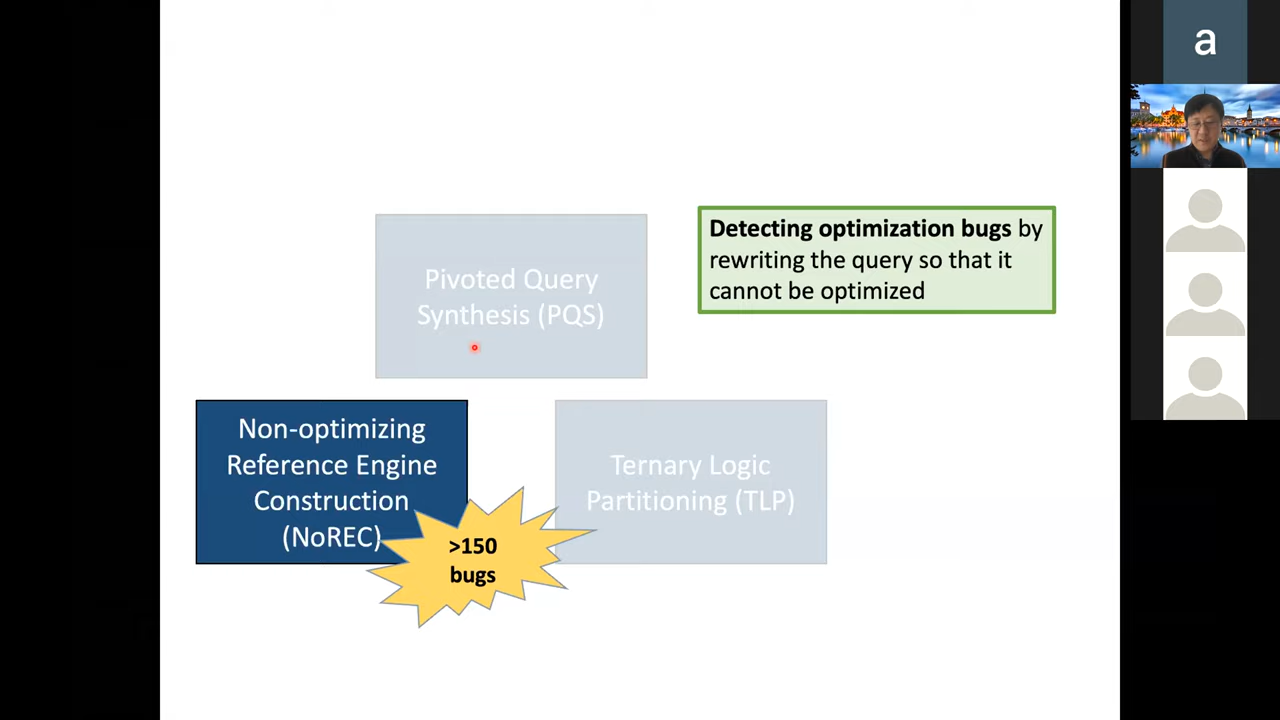 a
Pivoted Query
Synthesis (PQS)
Detecting optimization bugs by
rewriting the query so that it
cannot be optimized
Non-optimizing
Reference Engine
Construction
(NoREC)
Ternary Logic
Partitioning (TLP)
>150
bugs